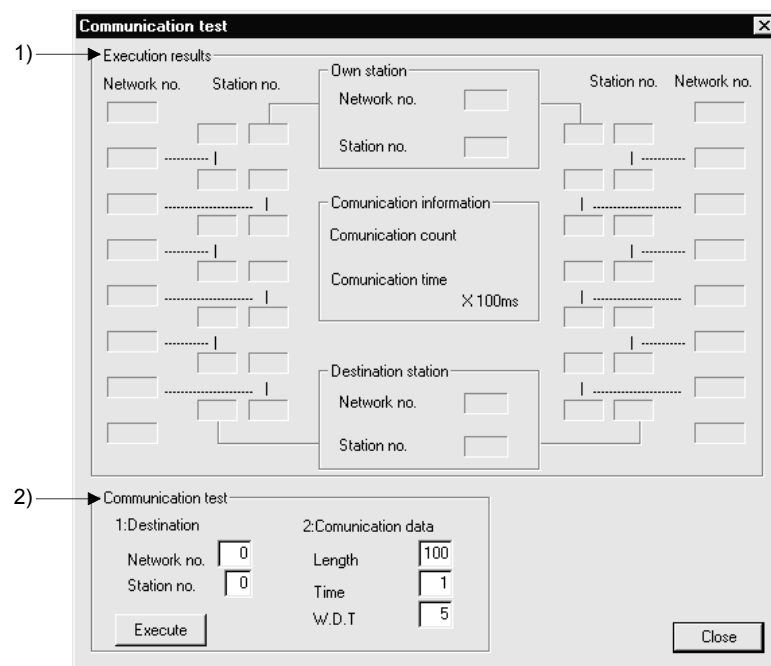 Communication test
1)
Execution results
Network no. Station no.
Own station
Network no.
Station no.
Station no. Network no.
Comunication information
Comunication count
Comunication time
X 100ms
Destination station
Network no.
Station no.
2)
Communication test
1:Destination
Network no. 0
Station no. 0
Execute
2:Comunication data
Length 100
Time 1
W.D.T 5
Close